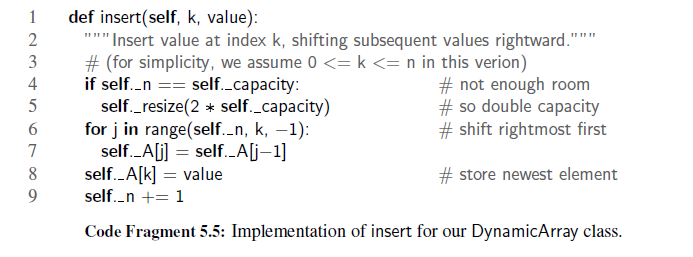 1 def insert(self, k, value):
2 """Insert value at index k, shifting subsequent values rightward."""
3 # (for simplicity, we assume 0 <= k <= n in this verion)
4 if self._n == self._capacity: # not enough room
5 self._resize(2 * self._capacity) # so double capacity
6 for j in range(self._n, k, −1): # shift rightmost first
7 self._A[j] = self._A[j−1]
8 self._A[k] = value # store newest element
9 self._n += 1
Code Fragment 5.5: Implementation of insert for our DynamicArray class.